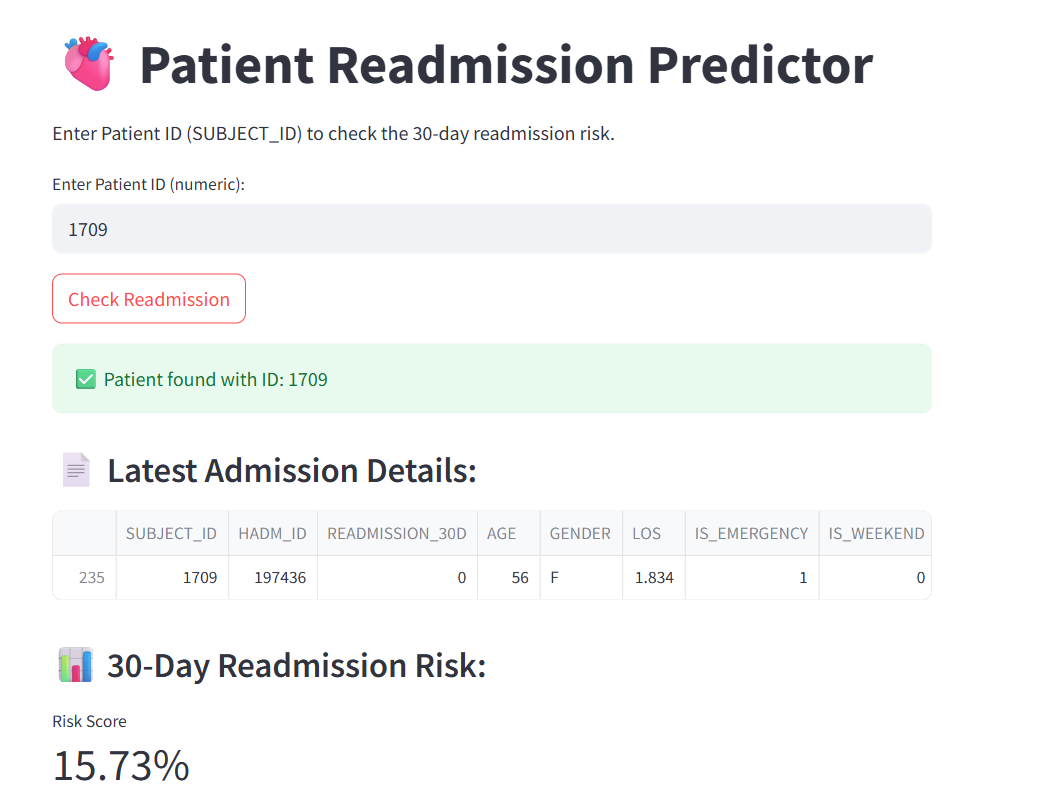 Patient Readmission Predictor
Enter Patient ID (SUBJECT_ID) to check the 30-day readmission risk.
Enter Patient ID (numeric):
1709
Check Readmission
Patient found with ID: 1709
Latest Admission Details:
SUBJECT_ID HADM_ID READMISSION_30D AGE GENDER LOS IS_EMERGENCY IS_WEEKEND
235 1709 197436 0 56 F 1.834 1 0
30-Day Readmission Risk:
Risk Score
15.73%